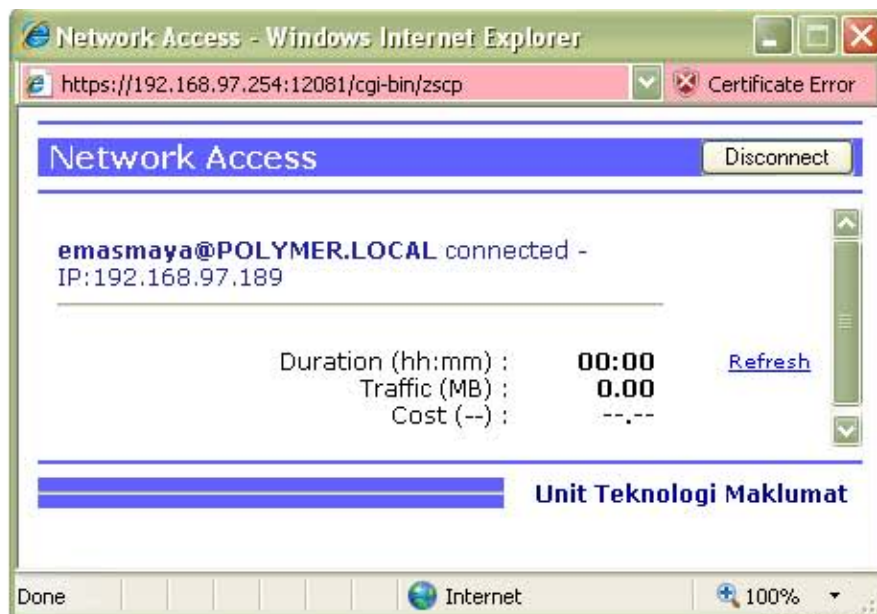 Network Access - Windows Internet Explorer
https://192.168.97.254:12081/cgi-bin/zscp Certificate Error
Network Access Disconnect
emasmaya@POLYMER.LOCAL connected -
IP:192.168.97.189
Duration (hh:mm) : 00:00 Refresh
Traffic (MB) : 0.00
Cost (--) : --.--
Unit Teknologi Maklumat
Done Internet 100%